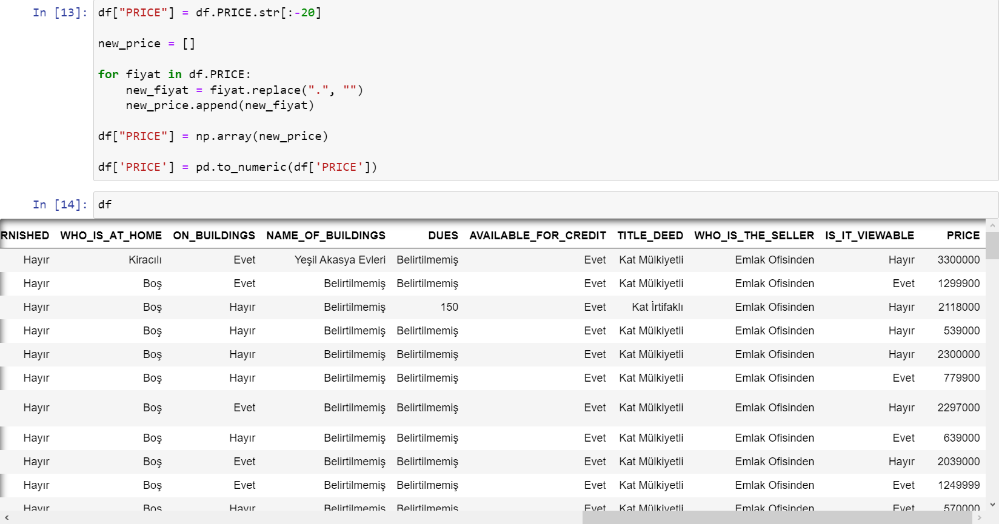 In [13]: df["PRICE"] = df.PRICE.str[:-20]
new_price = []
for fiyat in df.PRICE:
    new_fiyat = fiyat.replace(".", "")
    new_price.append(new_fiyat)
df["PRICE"] = np.array(new_price)
df['PRICE'] = pd.to_numeric(df['PRICE'])
In [14]: df
RNISHED WHO_IS_AT_HOME ON_BUILDINGS NAME_OF_BUILDINGS DUES AVAILABLE_FOR_CREDIT TITLE_DEED WHO_IS_THE_SELLER IS_IT_VIEWABLE PRICE
Hayır Kiracılı Evet Yeşil Akasya Evleri Belirtilmemiş Evet Kat Mülkiyetli Emlak Ofisinden Hayır 3300000
Hayır Boş Evet Belirtilmemiş Belirtilmemiş Evet Kat Mülkiyetli Emlak Ofisinden Evet 1299900
Hayır Boş Hayır Belirtilmemiş 150 Evet Kat İrtifaklı Emlak Ofisinden Hayır 2118000
Hayır Boş Hayır Belirtilmemiş Belirtilmemiş Evet Kat Mülkiyetli Emlak Ofisinden Hayır 539000
Hayır Boş Hayır Belirtilmemiş Belirtilmemiş Evet Kat Mülkiyetli Emlak Ofisinden Hayır 2300000
Hayır Boş Hayır Belirtilmemiş Belirtilmemiş Evet Kat Mülkiyetli Emlak Ofisinden Evet 779900
Hayır Boş Evet Belirtilmemiş Belirtilmemiş Evet Kat Mülkiyetli Emlak Ofisinden Hayır 2297000
Hayır Boş Hayır Belirtilmemiş Belirtilmemiş Evet Kat Mülkiyetli Emlak Ofisinden Evet 639000
Hayır Boş Evet Belirtilmemiş Belirtilmemiş Evet Kat Mülkiyetli Emlak Ofisinden Hayır 2039000
Hayır Boş Evet Belirtilmemiş Belirtilmemiş Evet Kat Mülkiyetli Emlak Ofisinden Evet 1249999
Hayır Boş Hayır Belirtilmemiş Belirtilmemiş Evet Kat Mülkiyetli Emlak Ofisinden Evet 570000